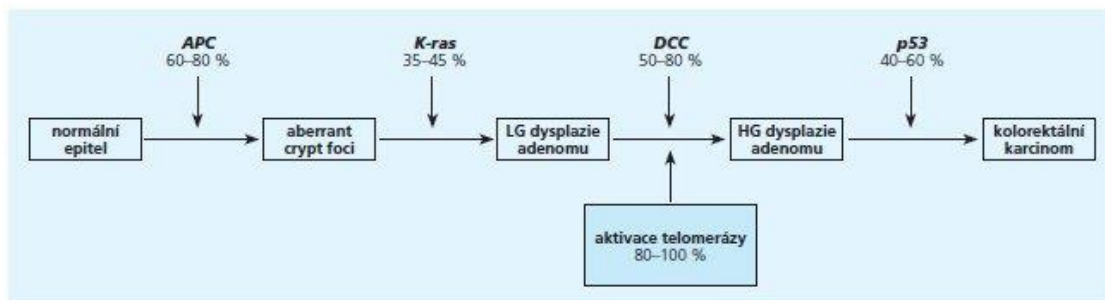 APC
60–80 %
K-ras
35–45 %
DCC
50–80 %
p53
40–60 %
normální
epitel
aberrant
crypt foci
LG dysplazie
adenomu
HG dysplazie
adenomu
kolorektální
karcinom
aktivace telomerázy
80–100 %